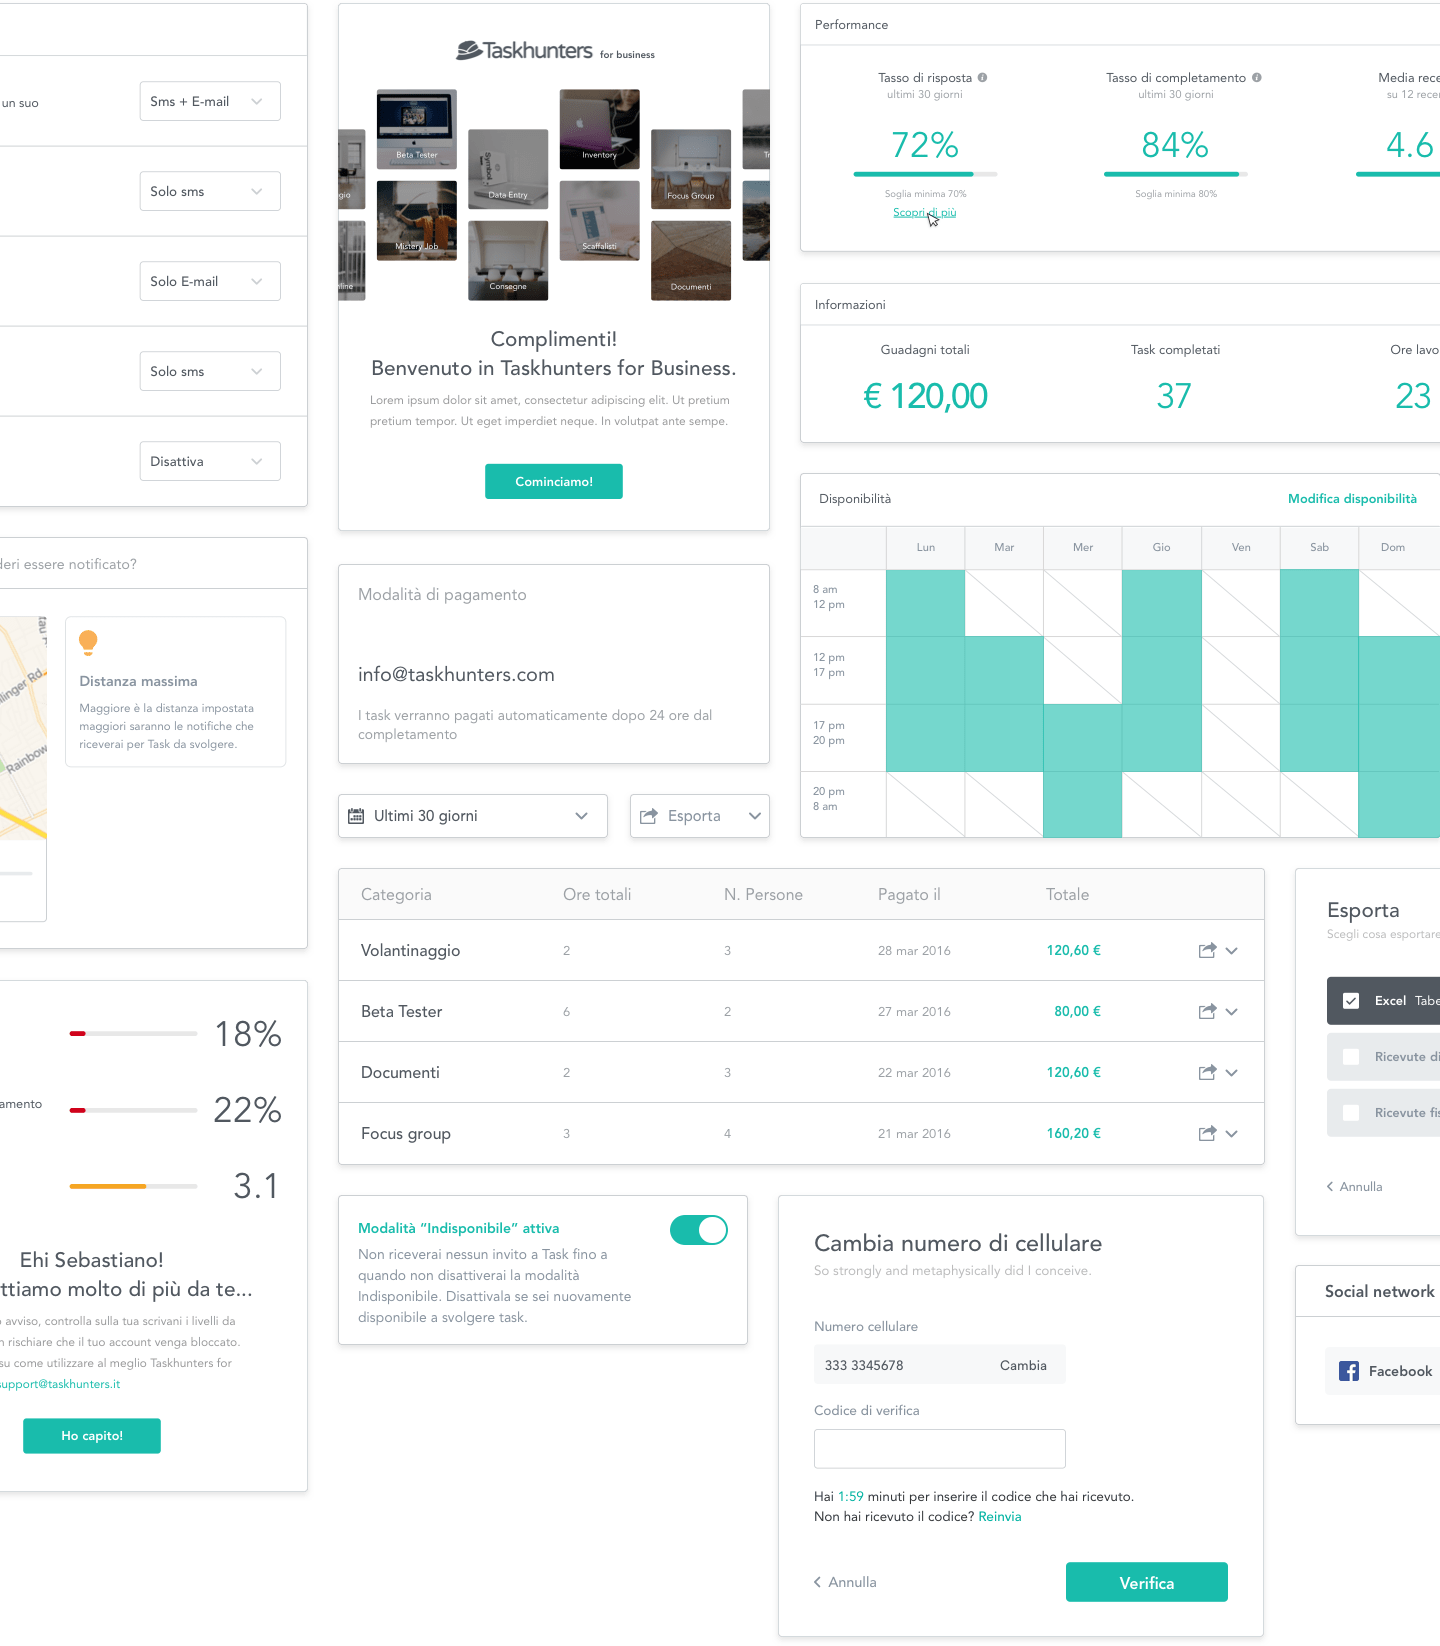 un suo
Sms + E-mail
Solo sms
Solo E-mail
Solo sms
Disattiva
deri essere notificato?
llinger Rd
Rainbow
Distanza massima
Maggiore è la distanza impostata
maggiori saranno le notifiche che
riceverai per Task da svolgere.
18%
amento
22%
3.1
Ehi Sebastiano!
ttiamo molto di più da te...
avviso, controlla sulla tua scrivani i livelli da
n rischiare che il tuo account venga bloccato.
su come utilizzare al meglio Taskhunters for
support@taskhunters.it
Ho capito!
Taskhunters for business
Beta Tester
Inventory
Data Entry
Focus Group
Mistery Job
Scaffalisti
Consegne
Documenti
Complimenti!
Benvenuto in Taskhunters for Business.
Lorem ipsum dolor sit amet, consectetur adipiscing elit. Ut pretium
pretium tempor. Ut eget imperdiet neque. In volutpat ante sempe.
Cominciamo!
Modalità di pagamento
info@taskhunters.com
I task verranno pagati automaticamente dopo 24 ore dal
completamento
Ultimi 30 giorni
Esporta
Performance
Tasso di risposta
ultimi 30 giorni
72%
Soglia minima 70%
Scopri di più
Tasso di completamento
ultimi 30 giorni
84%
Soglia minima 80%
Media rece
su 12 recen
4.6
Informazioni
Guadagni totali
€ 120,00
Task completati
37
Ore lavo
23
Disponibilità
Modifica disponibilità
Lun Mar Mer Gio Ven Sab Dom
8 am
12 pm
12 pm
17 pm
17 pm
20 pm
20 pm
8 am
Categoria Ore totali N. Persone Pagato il Totale
Volantinaggio 2 3 28 mar 2016 120,60 €
Beta Tester 6 2 27 mar 2016 80,00 €
Documenti 2 3 22 mar 2016 120,60 €
Focus group 3 4 21 mar 2016 160,20 €
Modalità “Indisponibile” attiva
Non riceverai nessun invito a Task fino a
quando non disattiverai la modalità
Indisponibile. Disattivala se sei nuovamente
disponibile a svolgere task.
Cambia numero di cellulare
So strongly and metaphysically did I conceive.
Numero cellulare
333 3345678 Cambia
Codice di verifica
Hai 1:59 minuti per inserire il codice che hai ricevuto.
Non hai ricevuto il codice? Reinvia
Annulla
Verifica
Esporta
Scegli cosa esportare
Excel Tabe
Ricevute di
Ricevute fis
Annulla
Social network
Facebook